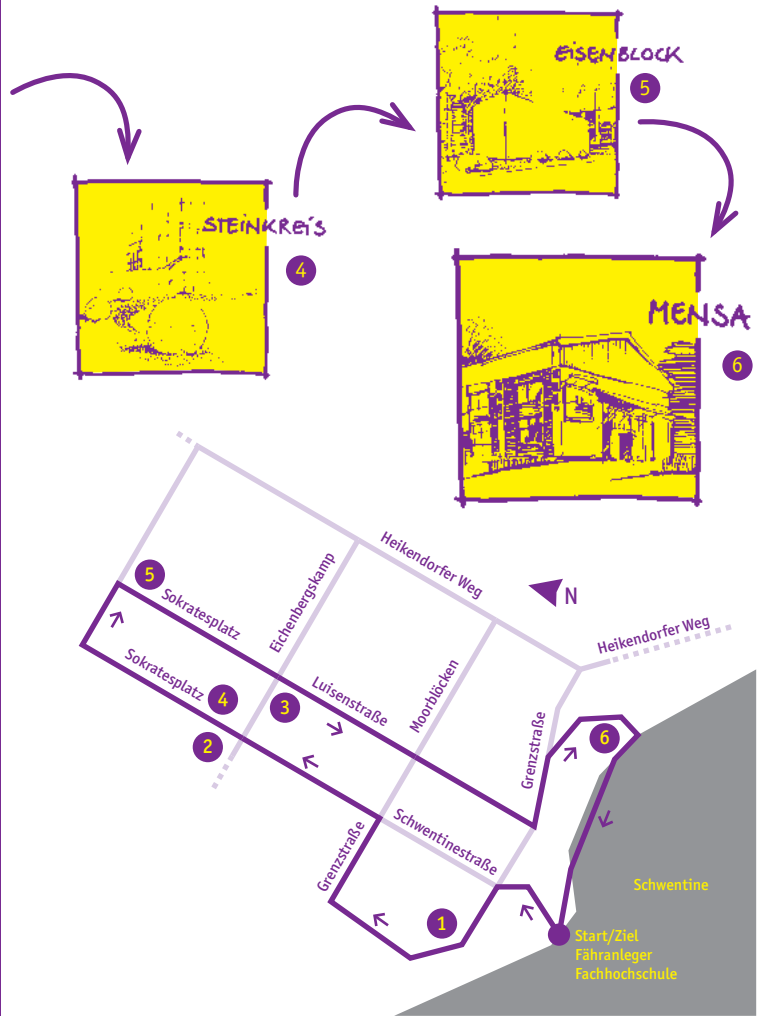 EISENBLOCK
5
STEINKREIS
4
MENSA
6
Heikendorfer Weg
N
Heikendorfer Weg
Eichenbergskamp
5
Sokratesplatz
Sokratesplatz
4
3
Luisenstraße
Moorblöcken
2
Grenzstraße
6
Schwentinestraße
Grenzstraße
1
Schwentine
Start/Ziel
Fähranleger
Fachhochschule